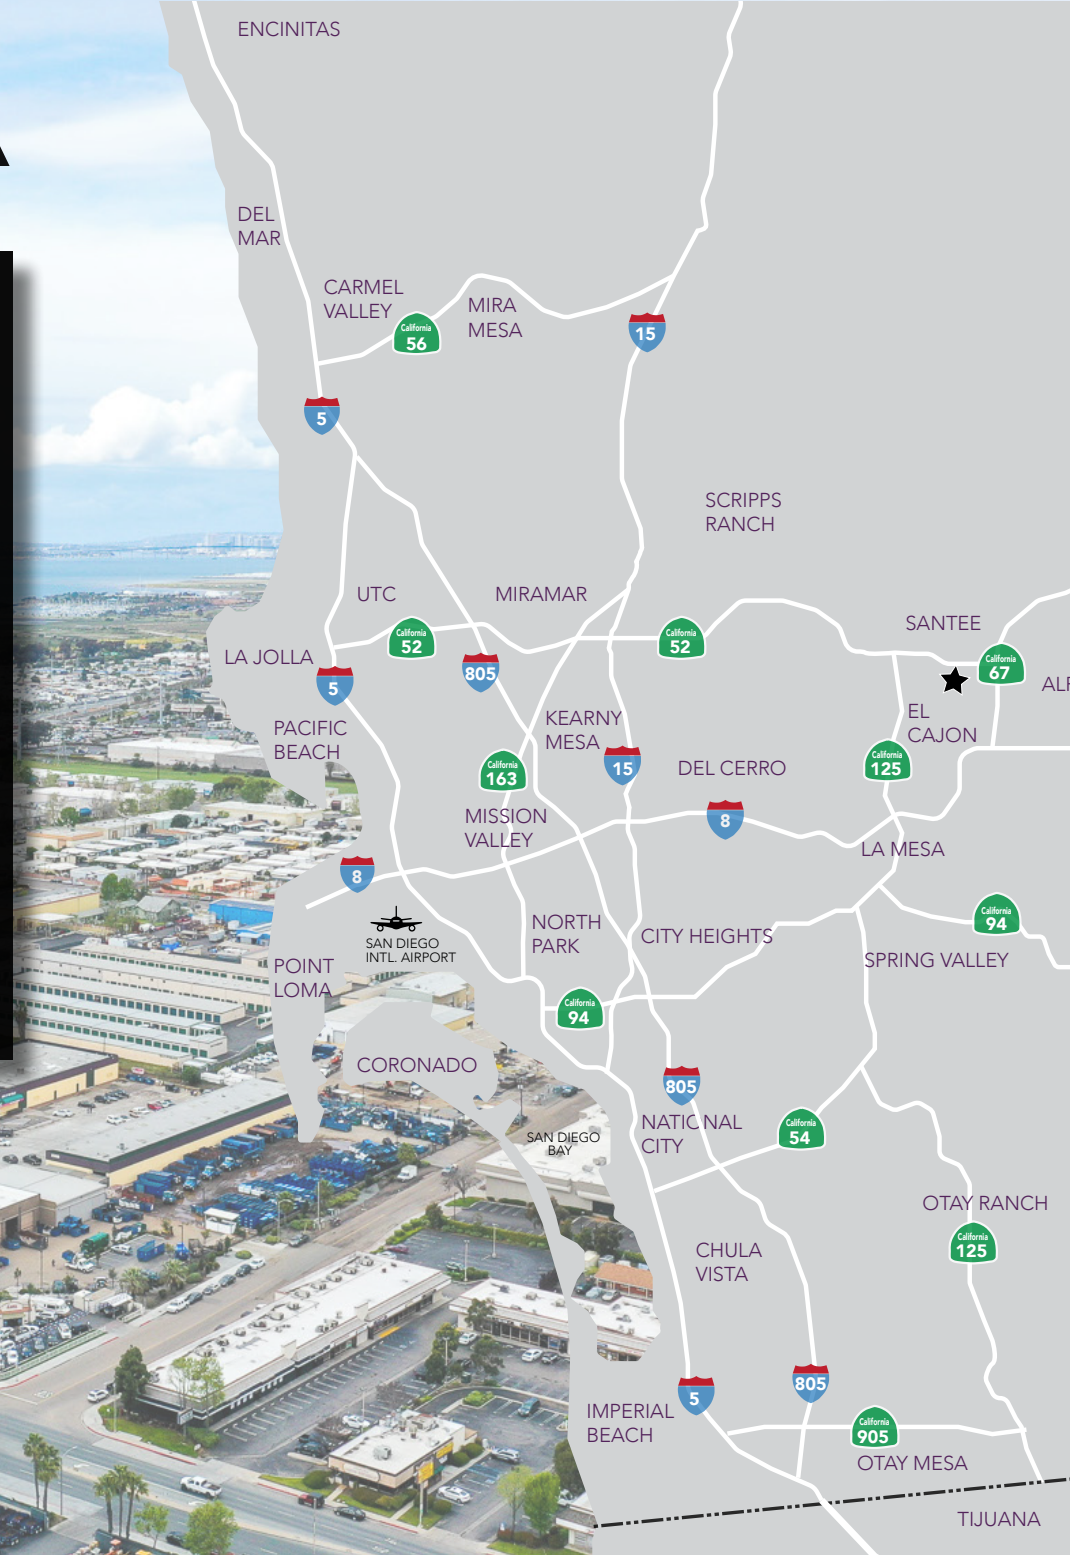 ENCINITAS
DEL
MAR
CARMEL
VALLEY
MIRA
MESA
California
56
15
5
SCRIPPS
RANCH
UTC
MIRAMAR
SANTEE
California
52
California
52
LA JOLLA
805
California
67
5
EL
CAJON
PACIFIC
BEACH
KEARNY
MESA
15
DEL CERRO
California
125
California
163
MISSION
VALLEY
8
LA MESA
8
California
94
SAN DIEGO
INTL. AIRPORT
NORTH
PARK
CITY HEIGHTS
SPRING VALLEY
POINT
LOMA
California
94
CORONADO
805
NATIONAL
CITY
California
54
SAN DIEGO
BAY
OTAY RANCH
California
125
CHULA
VISTA
5
805
IMPERIAL
BEACH
California
905
OTAY MESA
TIJUANA